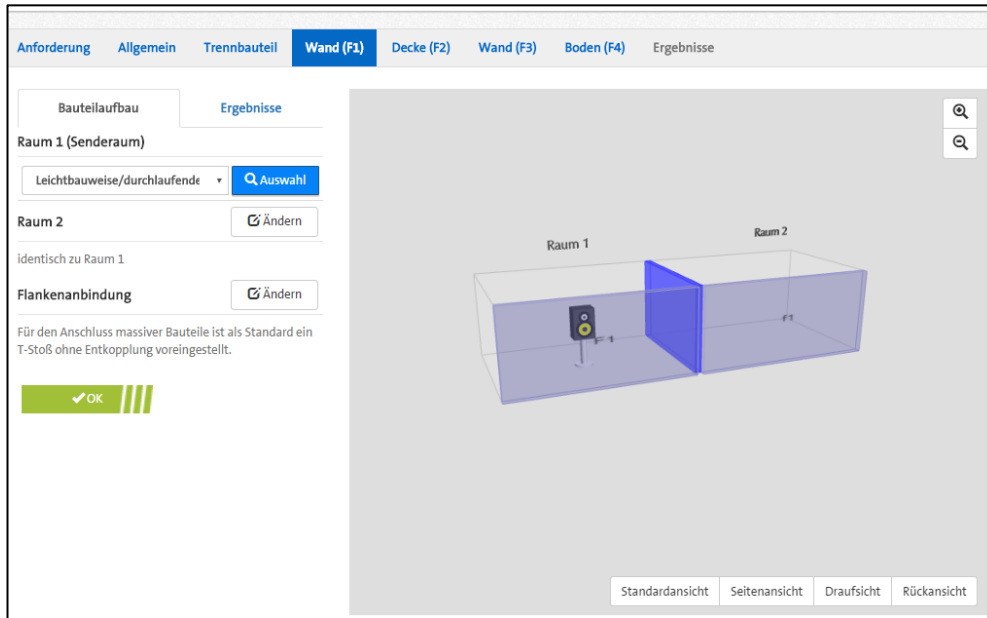 Anforderung Allgemein Trennbauteil Wand (F1) Decke (F2) Wand (F3) Boden (F4) Ergebnisse
Bauteilaufbau Ergebnisse
Raum 1 (Senderaum)
Leichtbauweise/durchlaufende Auswahl
Raum 2 Ändern
identisch zu Raum 1
Flankenanbindung Ändern
Für den Anschluss massiver Bauteile ist als Standard ein
T-Stoß ohne Entkopplung voreingestellt.
OK
Raum 1 Raum 2
F1 F1
Standardansicht Seitenansicht Draufsicht Rückansicht